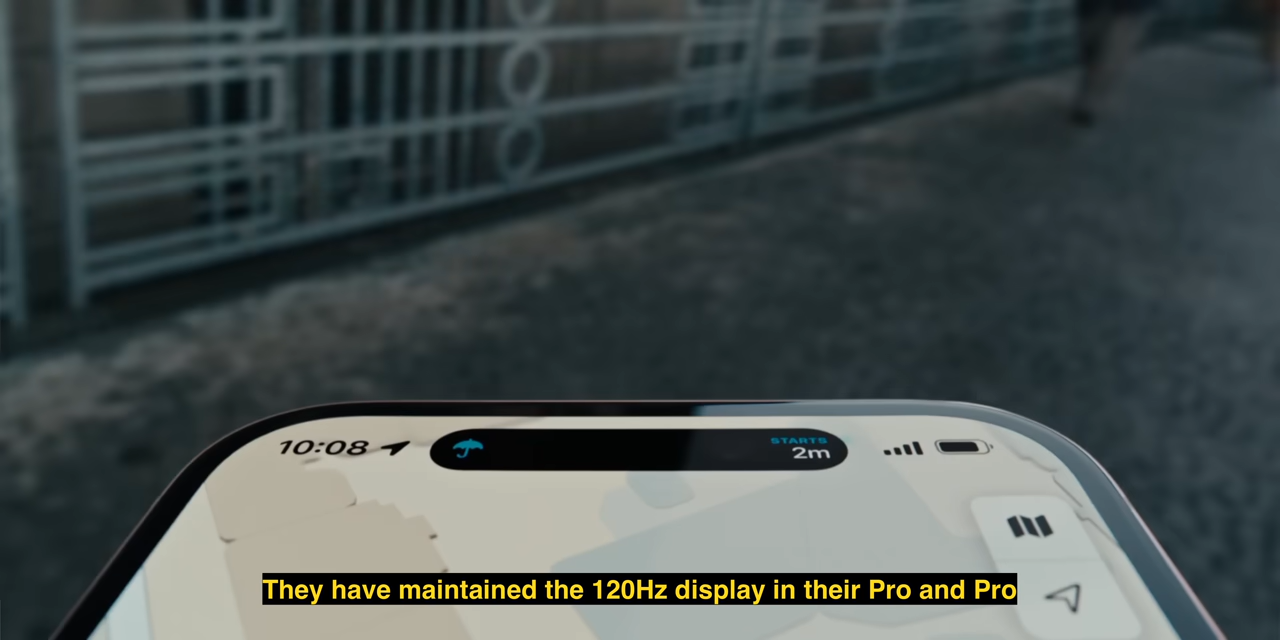 10:08
STARTS
2m
They have maintained the 120Hz display in their Pro and Pro